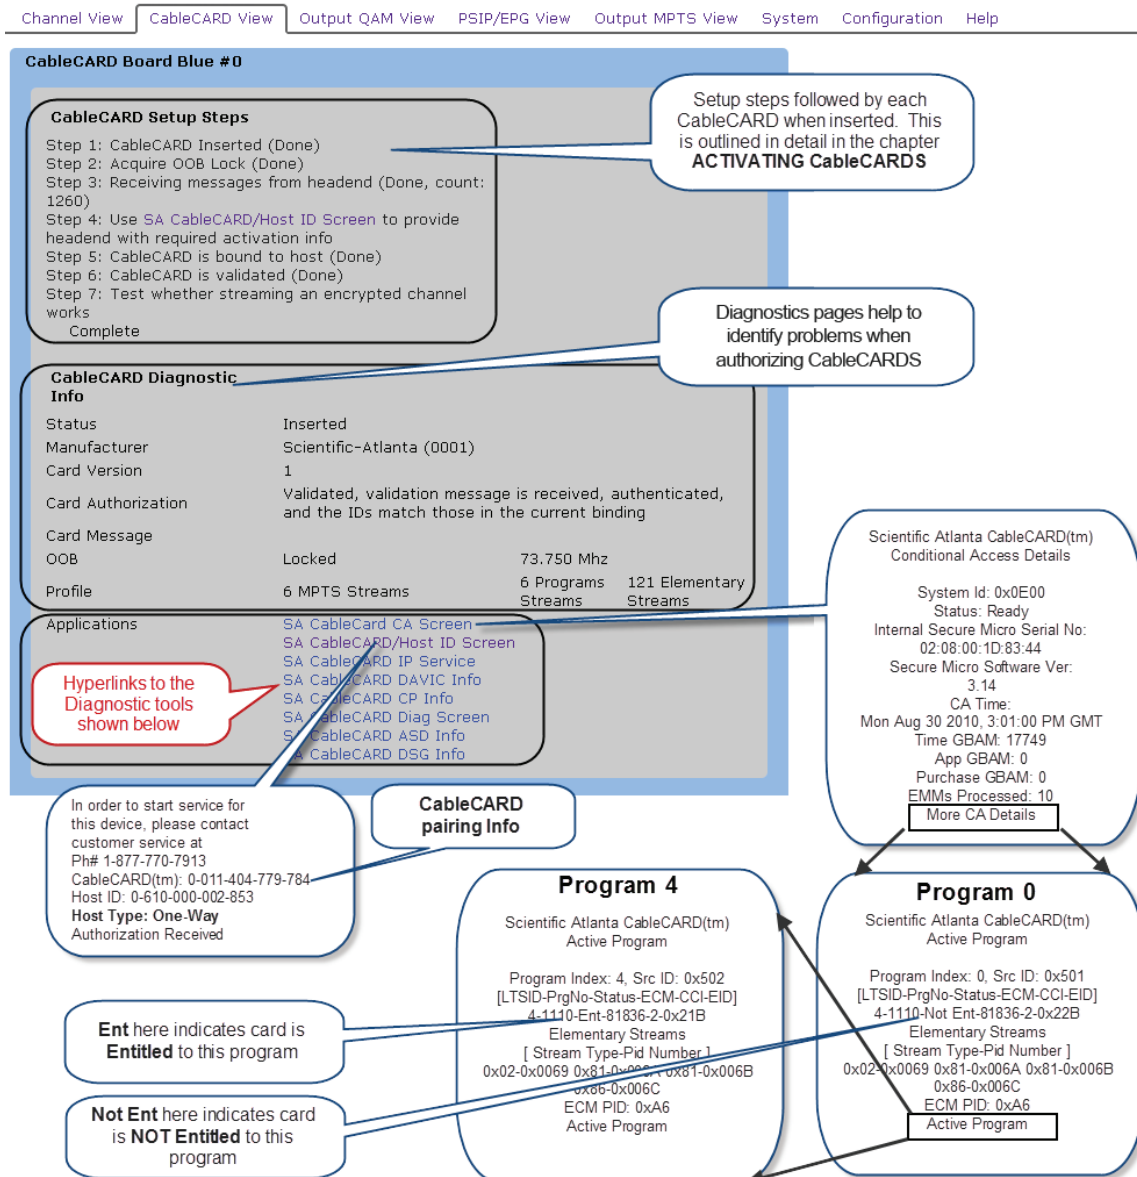 Channel View CableCARD View Output QAM View PSIP/EPG View Output MPTS View System Configuration Help
CableCARD Board Blue #0
CableCARD Setup Steps
Step 1: CableCARD Inserted (Done)
Step 2: Acquire OOB Lock (Done)
Step 3: Receiving messages from headend (Done, count:
1260)
Step 4: Use SA CableCARD/Host ID Screen to provide
headend with required activation info
Step 5: CableCARD is bound to host (Done)
Step 6: CableCARD is validated (Done)
Step 7: Test whether streaming an encrypted channel
works
Complete
Setup steps followed by each
CableCARD when inserted. This
is outlined in detail in the chapter
ACTIVATING CableCARDS
Diagnostics pages help to
identify problems when
authorizing CableCARDS
CableCARD Diagnostic
Info
Status Inserted
Manufacturer Scientific-Atlanta (0001)
Card Version 1
Card Authorization Validated, validation message is received, authenticated,
and the IDs match those in the current binding
Card Message
OOB Locked 73.750 Mhz
Profile 6 MPTS Streams 6 Programs Streams 121 Elementary Streams
Applications SA CableCard CA Screen
SA CableCARD/Host ID Screen
SA CableCARD IP Service
SA CableCARD DAVIC Info
SA CableCARD CP Info
SA CableCARD Diag Screen
SA CableCARD ASD Info
SA CableCARD DSG Info
Hyperlinks to the
Diagnostic tools
shown below
Scientific Atlanta CableCARD(tm)
Conditional Access Details
System Id: 0x0E00
Status: Ready
Internal Secure Micro Serial No:
02:08:00:1D:83:44
Secure Micro Software Ver:
3.14
CA Time:
Mon Aug 30 2010, 3:01:00 PM GMT
Time GBAM: 17749
App GBAM: 0
Purchase GBAM: 0
EMMs Processed: 10
More CA Details
In order to start service for
this device, please contact
customer service at
Ph# 1-877-770-7913
CableCARD(tm): 0-011-404-779-784
Host ID: 0-610-000-002-853
Host Type: One-Way
Authorization Received
CableCARD
pairing Info
Program 4
Scientific Atlanta CableCARD(tm)
Active Program
Program Index: 4, Src ID: 0x502
[LTSID-PrgNo-Status-ECM-CCI-EID]
4-1110-Ent-81836-2-0x21B
Elementary Streams
[ Stream Type-Pid Number ]
0x02-0x0069 0x81-0x006A 0x81-0x006B
0x86-0x006C
ECM PID: 0xA6
Active Program
Program 0
Scientific Atlanta CableCARD(tm)
Active Program
Program Index: 0, Src ID: 0x501
[LTSID-PrgNo-Status-ECM-CCI-EID]
4-1110-Not Ent-81836-2-0x22B
Elementary Streams
[ Stream Type-Pid Number ]
0x02-0x0069 0x81-0x006A 0x81-0x006B
0x86-0x006C
ECM PID: 0xA6
Active Program
Ent here indicates card is
Entitled to this program
Not Ent here indicates card
is NOT Entitled to this
program